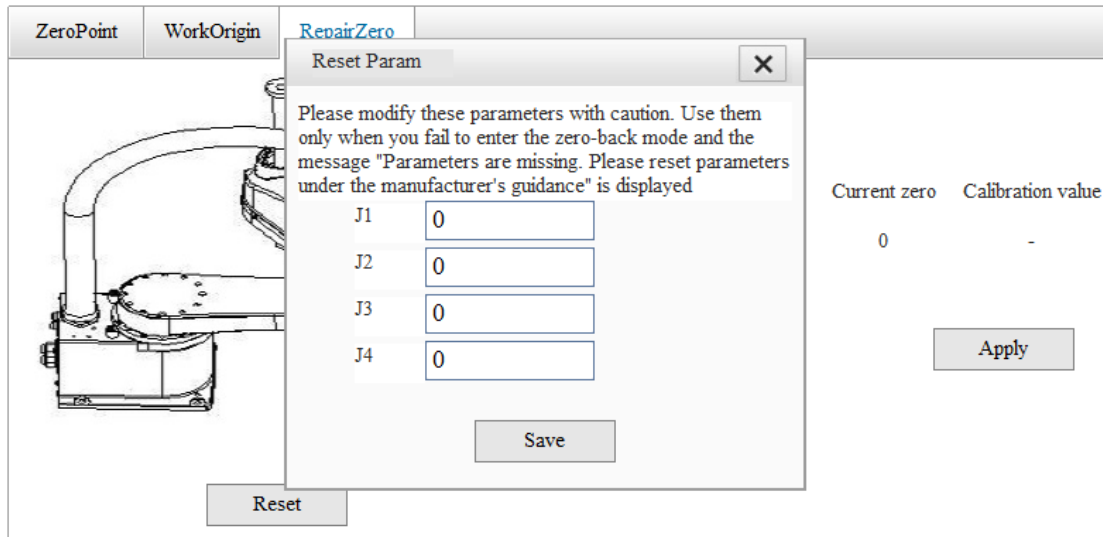 ZeroPoint WorkOrigin RepairZero
Reset Param
Please modify these parameters with caution. Use them
only when you fail to enter the zero-back mode and the
message "Parameters are missing. Please reset parameters
under the manufacturer's guidance" is displayed
J1 0
J2 0
J3 0
J4 0
Save
Current zero Calibration value
0 -
Apply
Reset